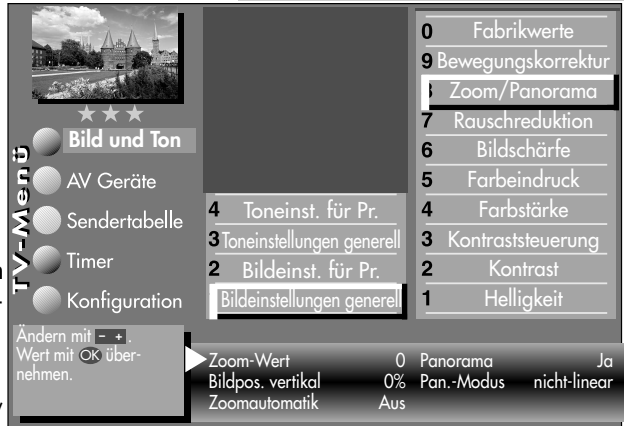 TV-Menü
Bild und Ton
AV Geräte
Sendertabelle
Timer
Konfiguration
4 Toneinst. für Pr.
3 Toneinstellungen generell
2 Bildeinst. für Pr.
Bildeinstellungen generell
0 Fabrikwerte
9 Bewegungskorrektur
8 Zoom/Panorama
7 Rauschreduktion
6 Bildschärfe
5 Farbeindruck
4 Farbstärke
3 Kontraststeuerung
2 Kontrast
1 Helligkeit
Ändern mit - + .
Wert mit OK über-
nehmen.
Zoom-Wert 0 Panorama Ja
Bildpos. vertikal 0% Pan.-Modus nicht-linear
Zoomautomatik Aus